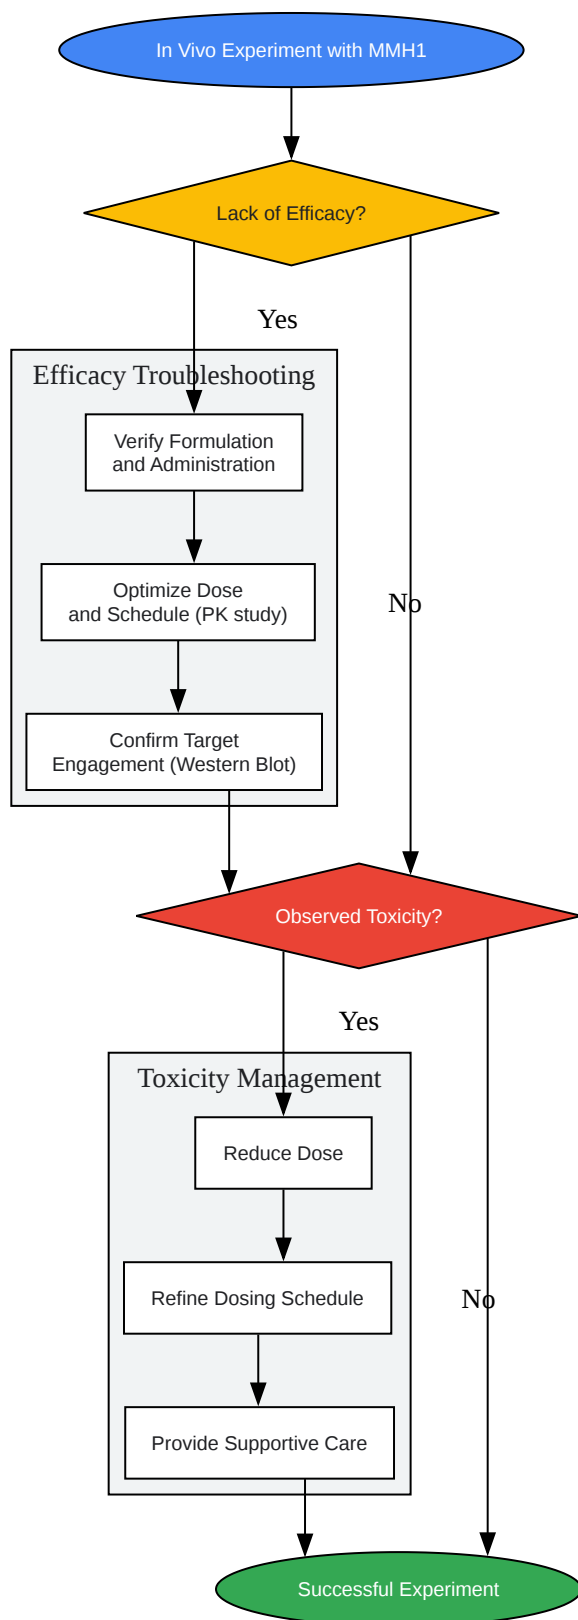 In Vivo Experiment with MMH1
Lack of Efficacy?
Yes
Efficacy Troubleshooting
Verify Formulation
and Administration
Optimize Dose
and Schedule (PK study)
No
Confirm Target
Engagement (Western Blot)
Observed Toxicity?
Yes
Toxicity Management
Reduce Dose
Refine Dosing Schedule
No
Provide Supportive Care
Successful Experiment